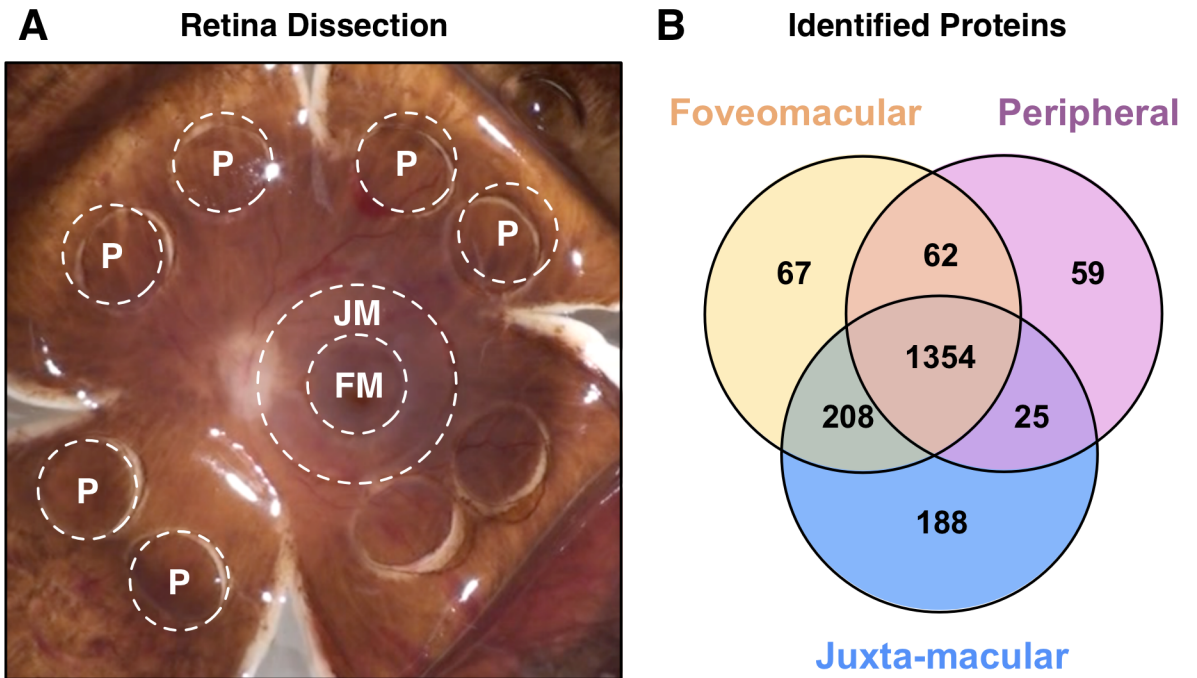 A Retina Dissection
P
P
P
P
P
JM
FM
P
P
B Identified Proteins
Foveomacular Peripheral
67
62
59
1354
208
25
188
Juxta-macular